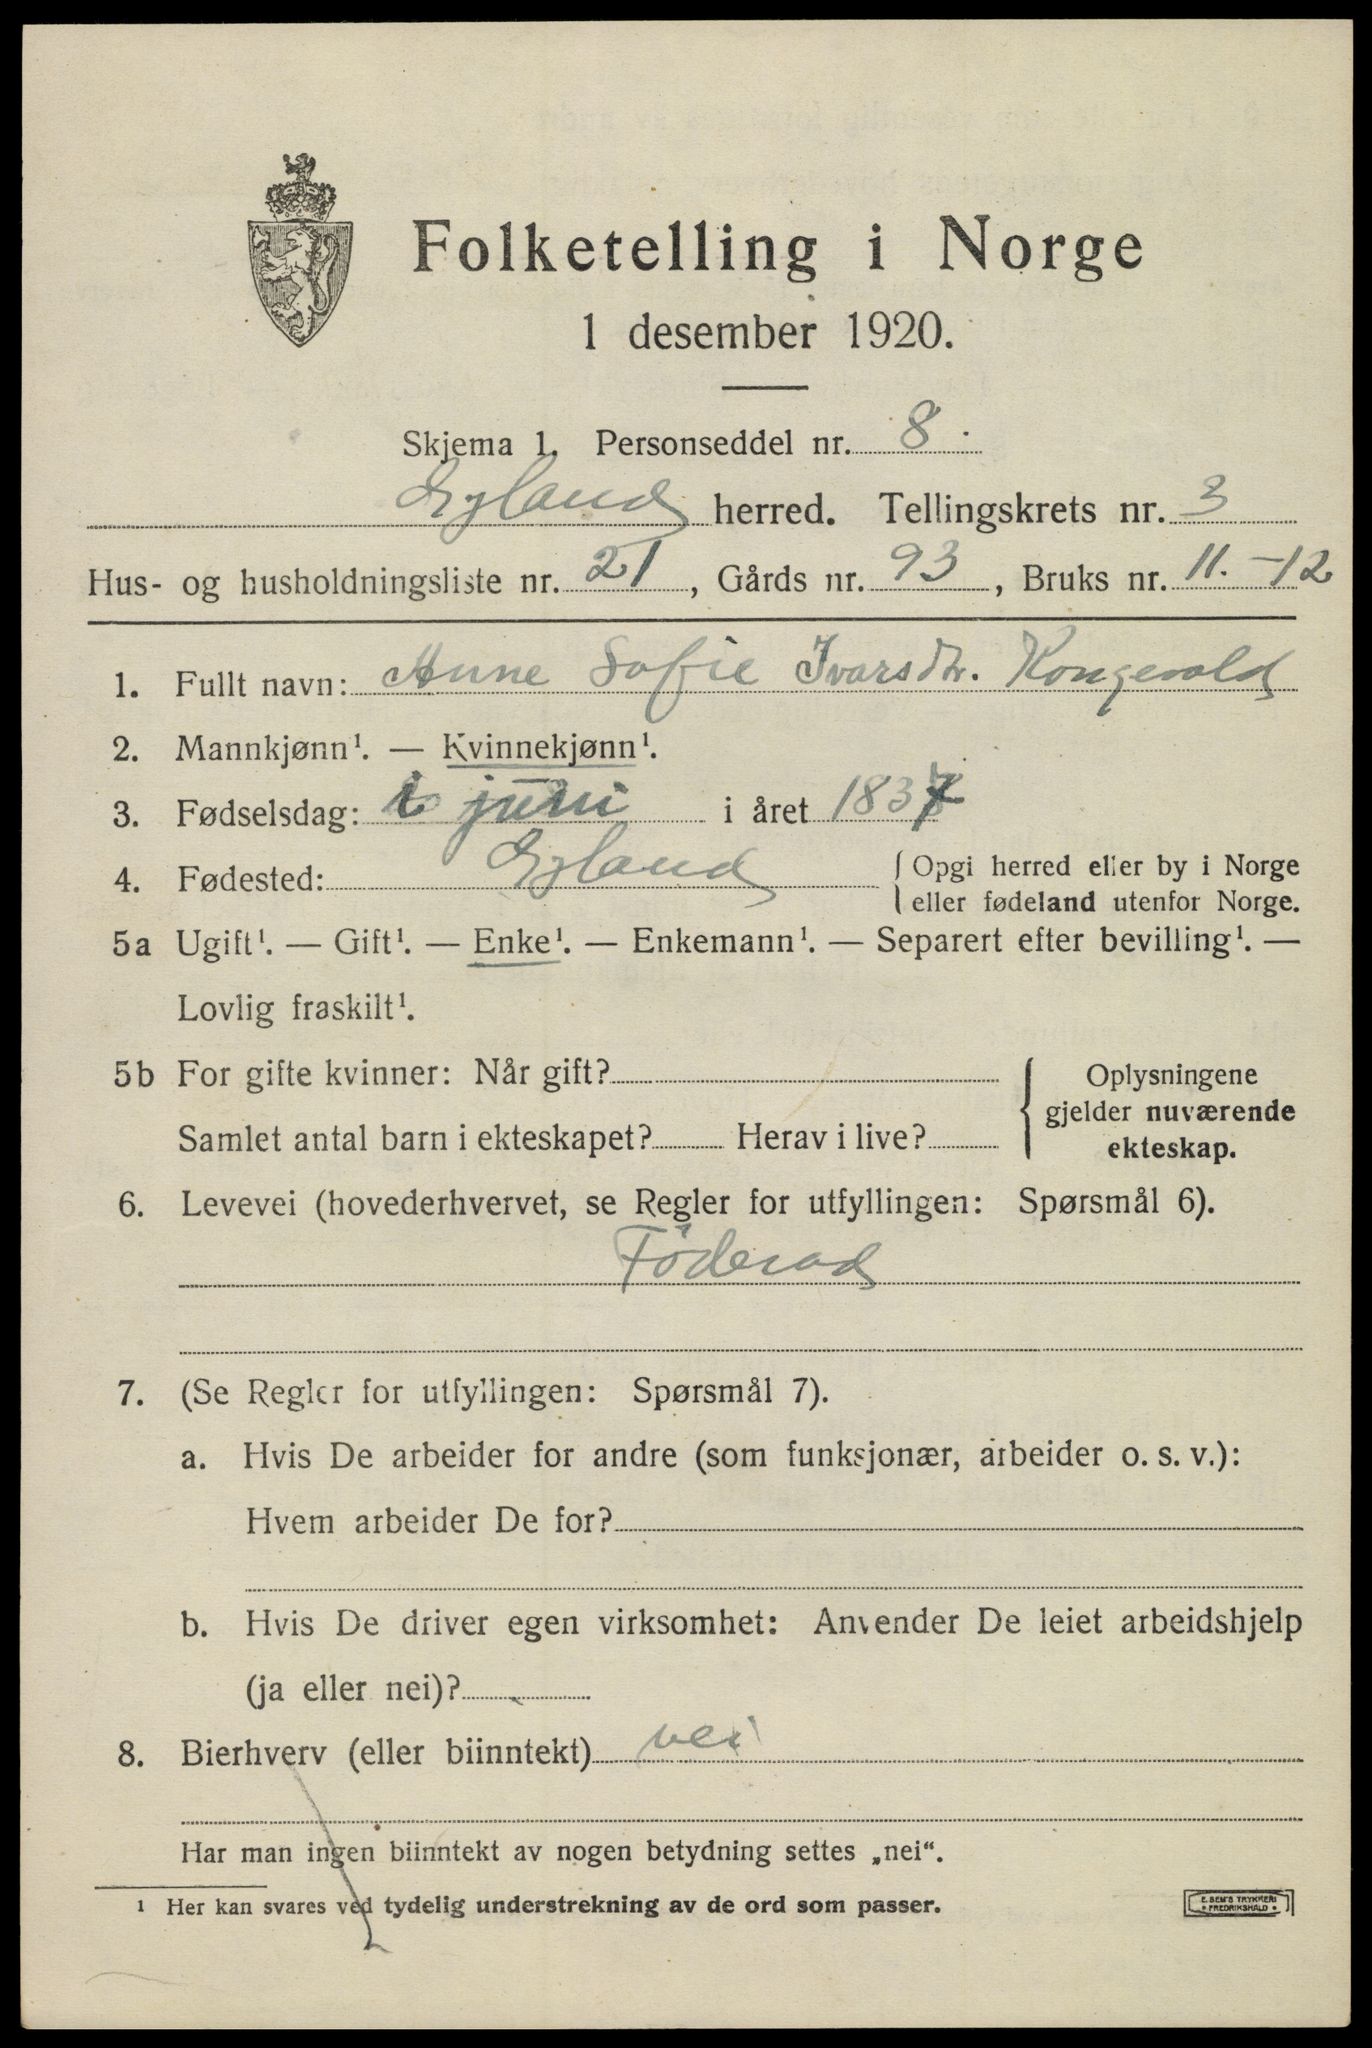 Folketelling i Norge
1 desember 1920.
Skjema 1. Personseddel nr. 8.
Gyland herred. Tellingskrets nr. 3
Hus- og husholdningsliste nr. 21, Gårds nr. 93, Bruks nr. 11.-12
1. Fullt navn: Anne Sofie Ivarsdtr. Kongevold
2. Mannkjønn¹. — Kvinnekjønn¹.
3. Fødselsdag: juni i året 1837
4. Fødested: Gyland { Opgi herred eller by i Norge
eller fødeland utenfor Norge.
5a Ugift¹. — Gift¹. — Enke¹. — Enkemann¹. — Separert efter bevilling¹. —
Lovlig fraskilt¹.
5b For gifte kvinner: Når gift? { Oplysningene
gjelder nuværende
Samlet antal barn i ekteskapet? Herav i live? ekteskap.
6. Levevei (hovederhvervet, se Regler for utfyllingen: Spørsmål 6).
Föderad
7. (Se Regler for utfyllingen: Spørsmål 7).
a. Hvis De arbeider for andre (som funksjonær, arbeider o. s. v.):
Hvem arbeider De for?
b. Hvis De driver egen virksomhet: Anvender De leiet arbeidshjelp
(ja eller nei)?
8. Bierhverv (eller biinntekt) nei
Har man ingen biinntekt av nogen betydning settes „nei“.
¹ Her kan svares ved tydelig understrekning av de ord som passer.
E. SEM'S TRYKKERI
• FREDRIKSHALD •